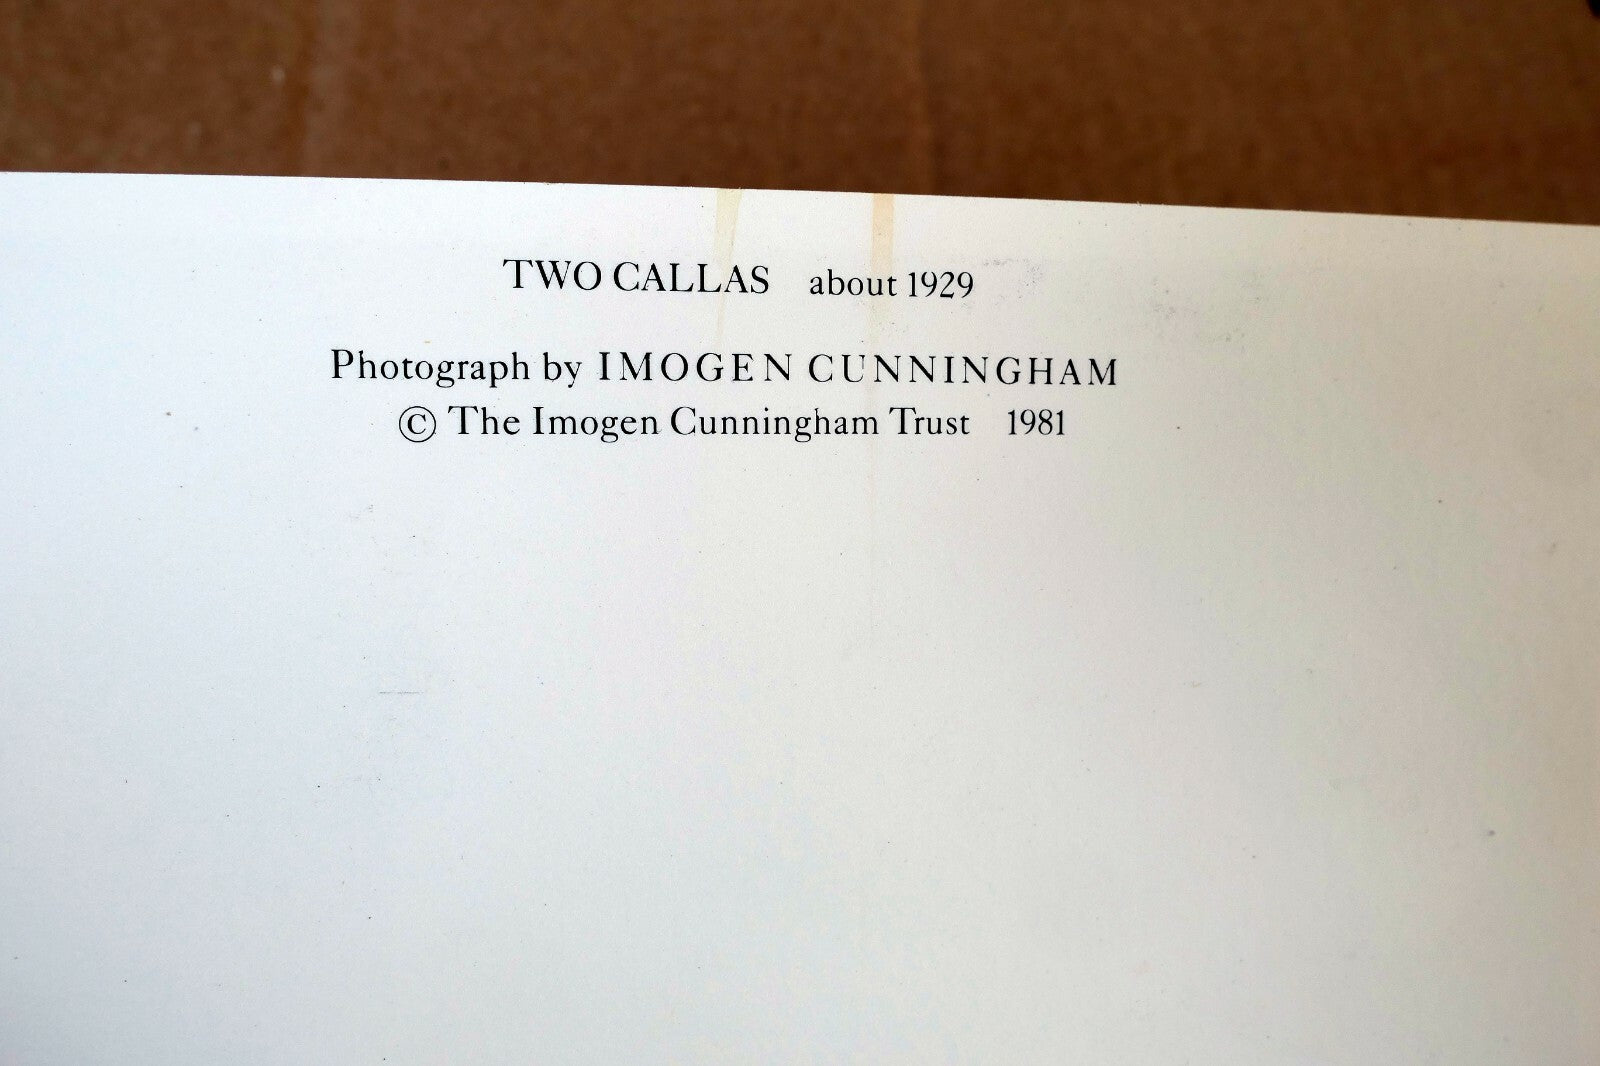 TWO CALLAS about 1929
Photograph by IMOGEN CUNNINGHAM
© The Imogen Cunningham Trust 1981